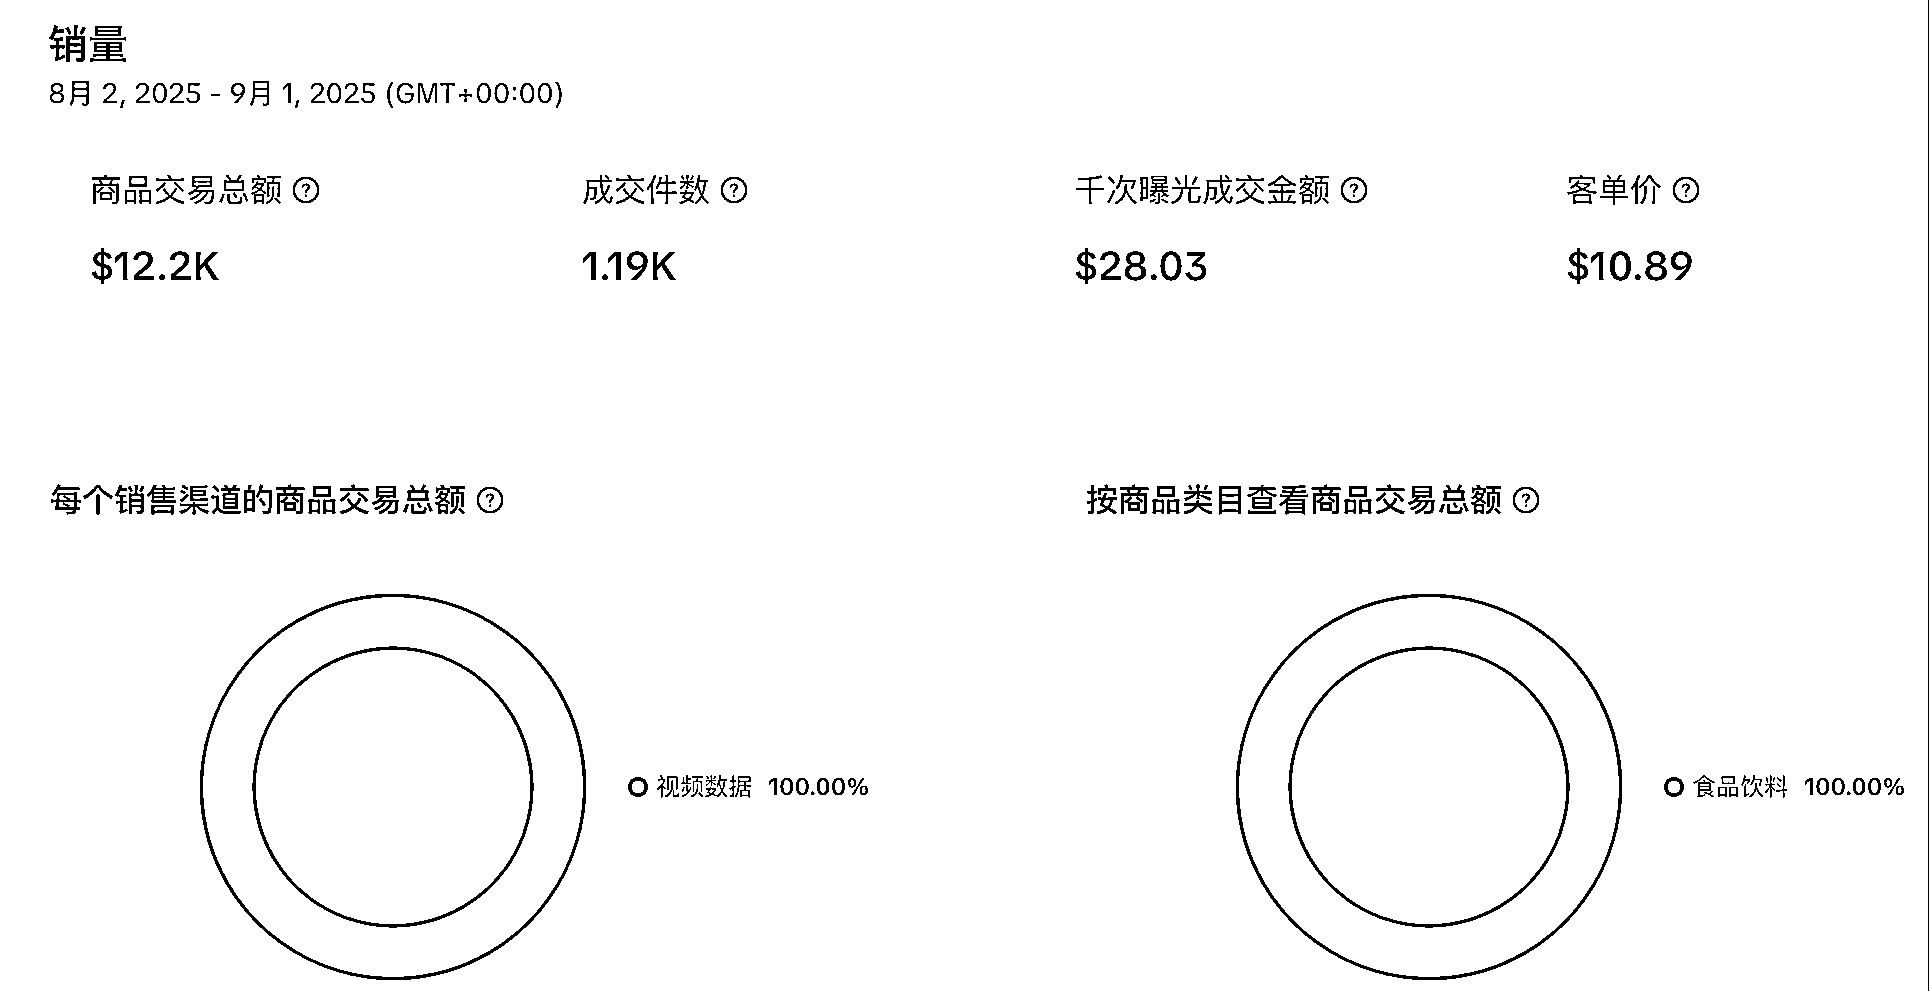 销量
8月 2, 2025 - 9月 1, 2025 (GMT+00:00)
商品交易总额 ?
成交件数 ?
千次曝光成交金额 ?
客单价 ?
$12.2K
1.19K
$28.03
$10.89
每个销售渠道的商品交易总额 ?
按商品类目查看商品交易总额 ?
视频数据 100.00%
食品饮料 100.00%